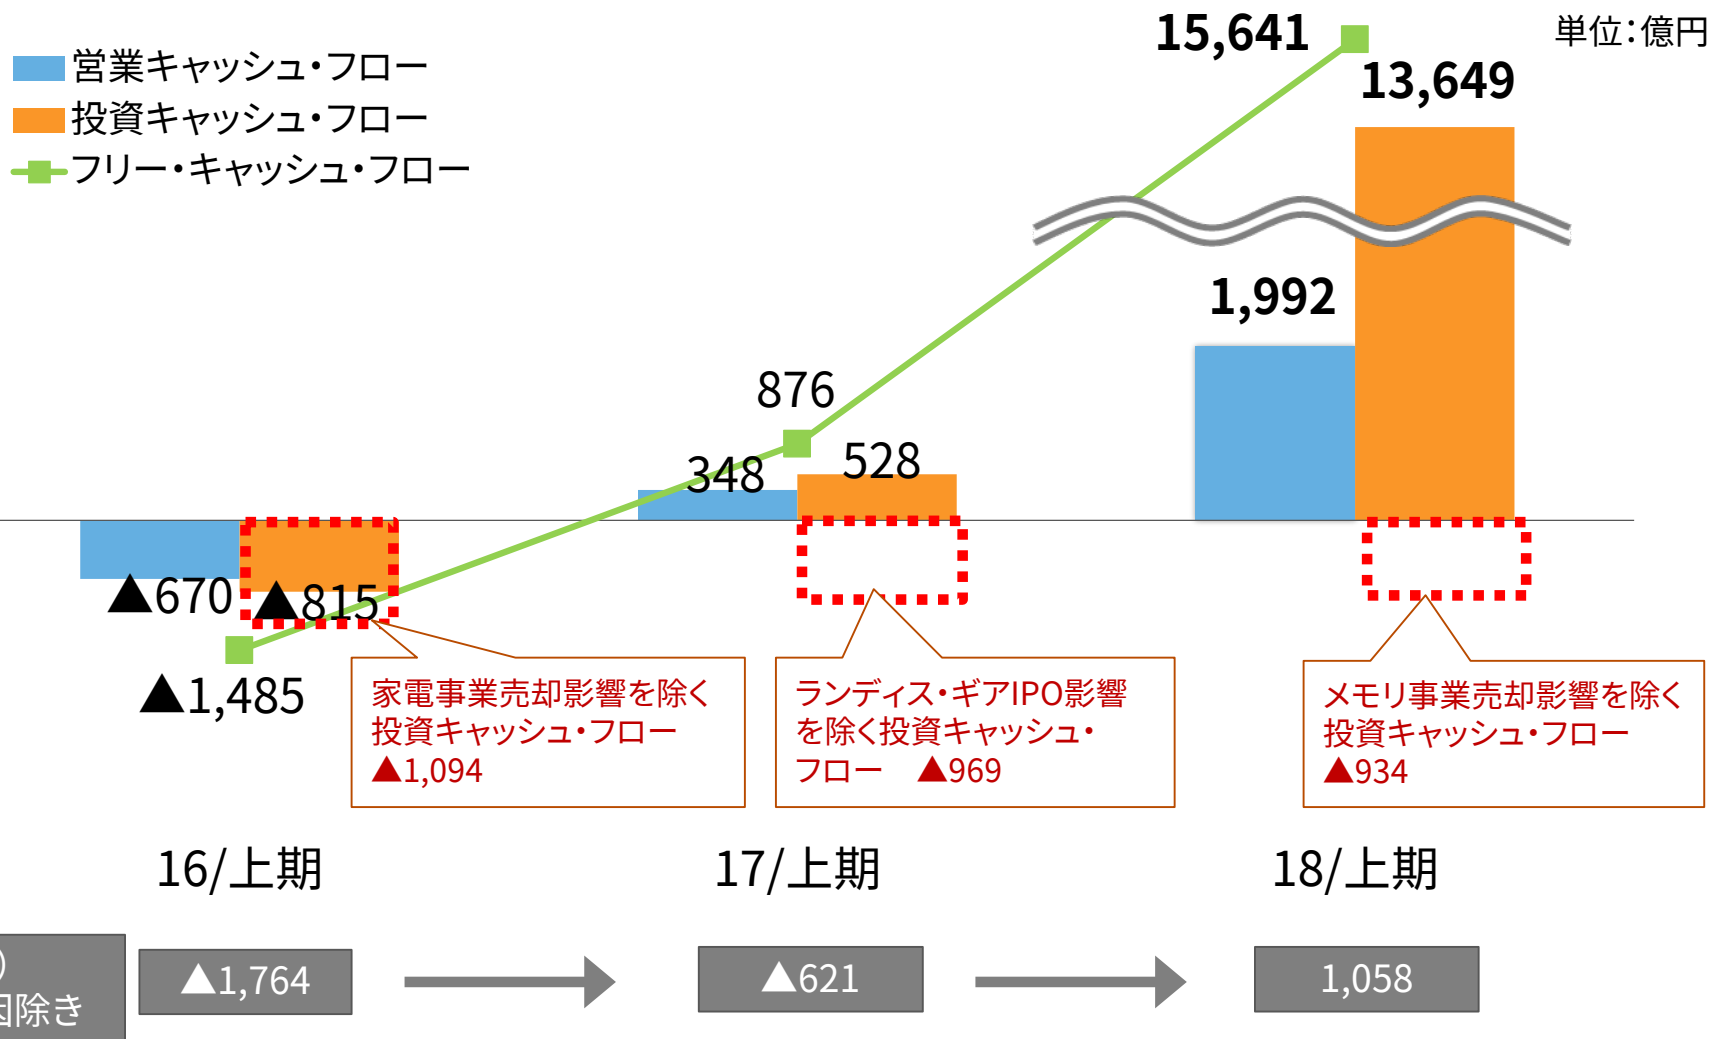 単位：億円
営業キャッシュ・フロー
投資キャッシュ・フロー
フリー・キャッシュ・フロー
15,641
13,649
1,992
876
348
528
▲670
▲815
▲1,485
家電事業売却影響を除く
投資キャッシュ・フロー
▲1,094
ランディス・ギアIPO影響
を除く投資キャッシュ・
フロー　▲969
メモリ事業売却影響を除く
投資キャッシュ・フロー
▲934
16/上期
17/上期
18/上期
)
因除き
▲1,764
▲621
1,058